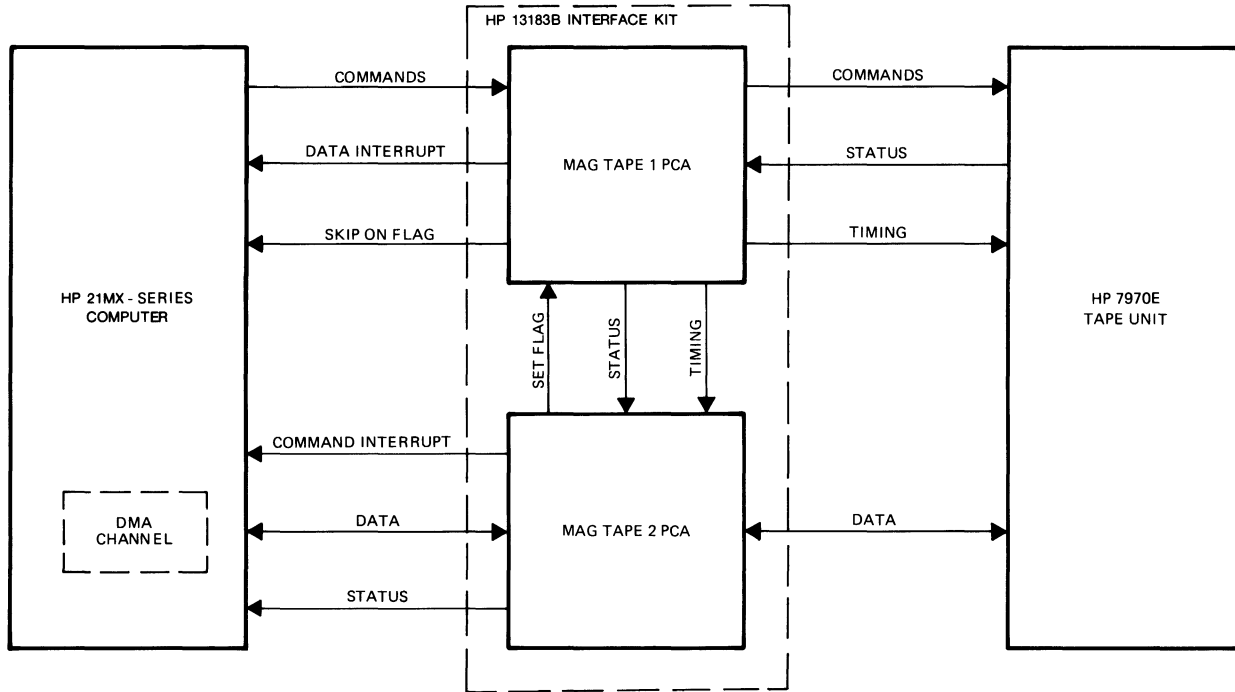 HP 13183B INTERFACE KIT
COMMANDS
DATA INTERRUPT
SKIP ON FLAG
MAG TAPE 1 PCA
COMMANDS
STATUS
TIMING
HP 21MX - SERIES
COMPUTER
HP 7970E
TAPE UNIT
SET FLAG
STATUS
TIMING
COMMAND INTERRUPT
DMA
CHANNEL
DATA
STATUS
MAG TAPE 2 PCA
DATA